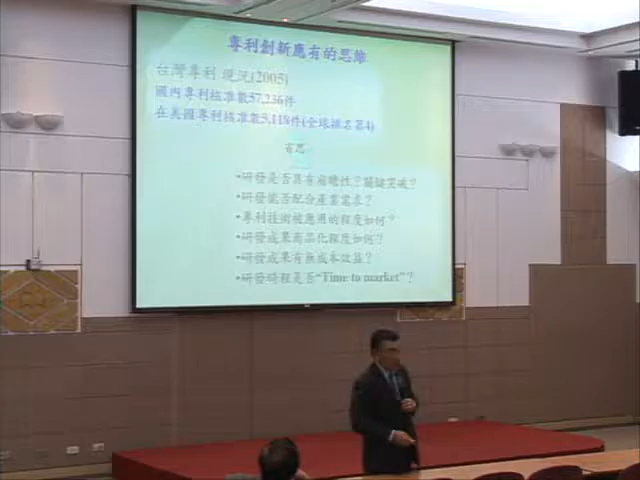 專利創新應有的思維
台灣專利 現況(2005)
國內專利核准數57,236件
在美國專利核准數5,118件(全球排名第4)
省思
•研發是否具有前瞻性？關鍵突破？
•研發能否配合產業需求？
•專利技術被應用的程度如何？
•研發成果商品化程度如何？
•研發成果有無成本效益？
•研發時程是否“Time to market”？